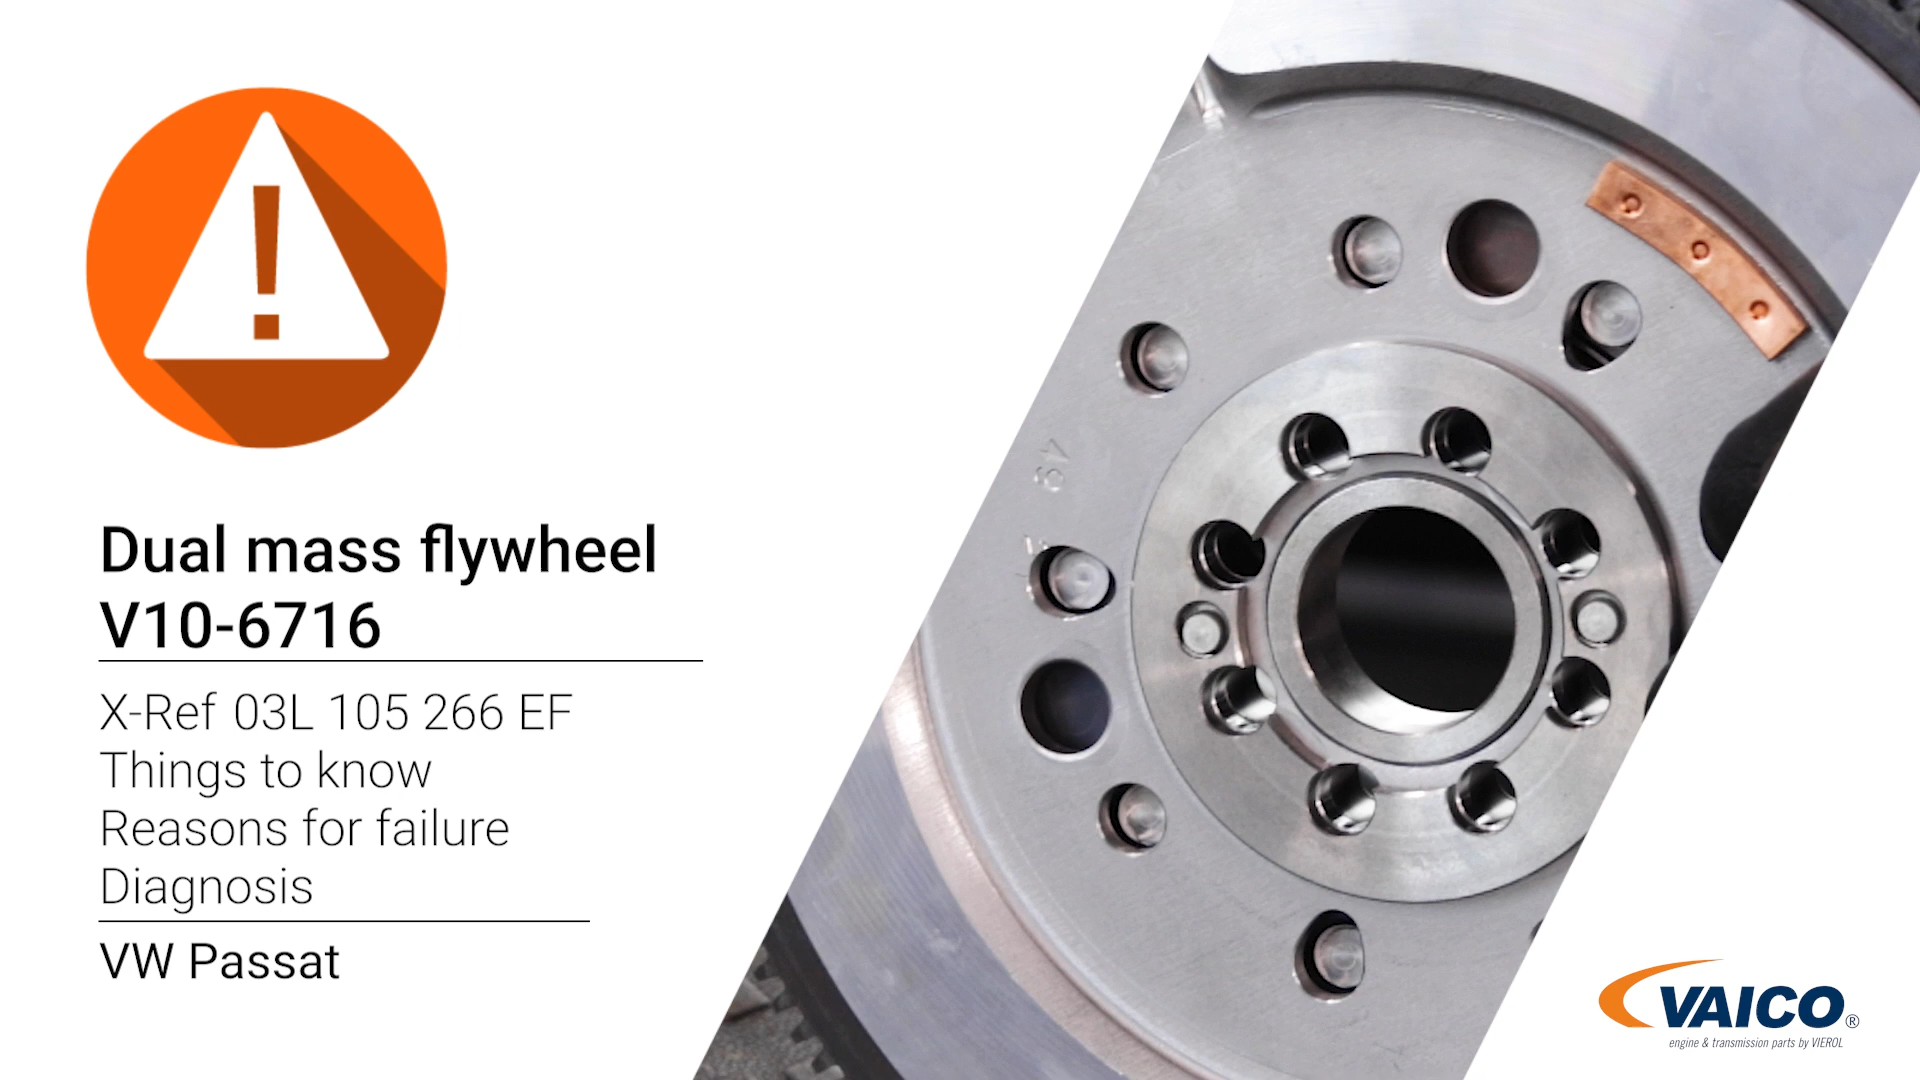 Dual mass flywheel
V10-6716
X-Ref 03L 105 266 EF
Things to know
Reasons for failure
Diagnosis
VW Passat
49
VAICO®
engine & transmission parts by VIEROL